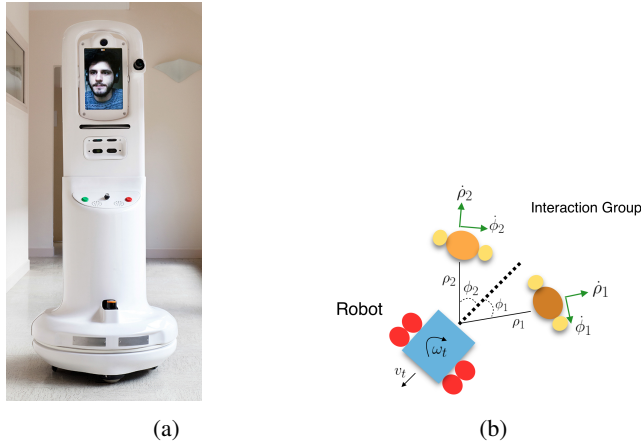 ρ̇₂
Interaction Group
ϕ̇₂
ρ₂
ϕ₂
ϕ₁
ρ̇₁
Robot
ρ₁
ϕ̇₁
ωₜ
vₜ
(a)
(b)